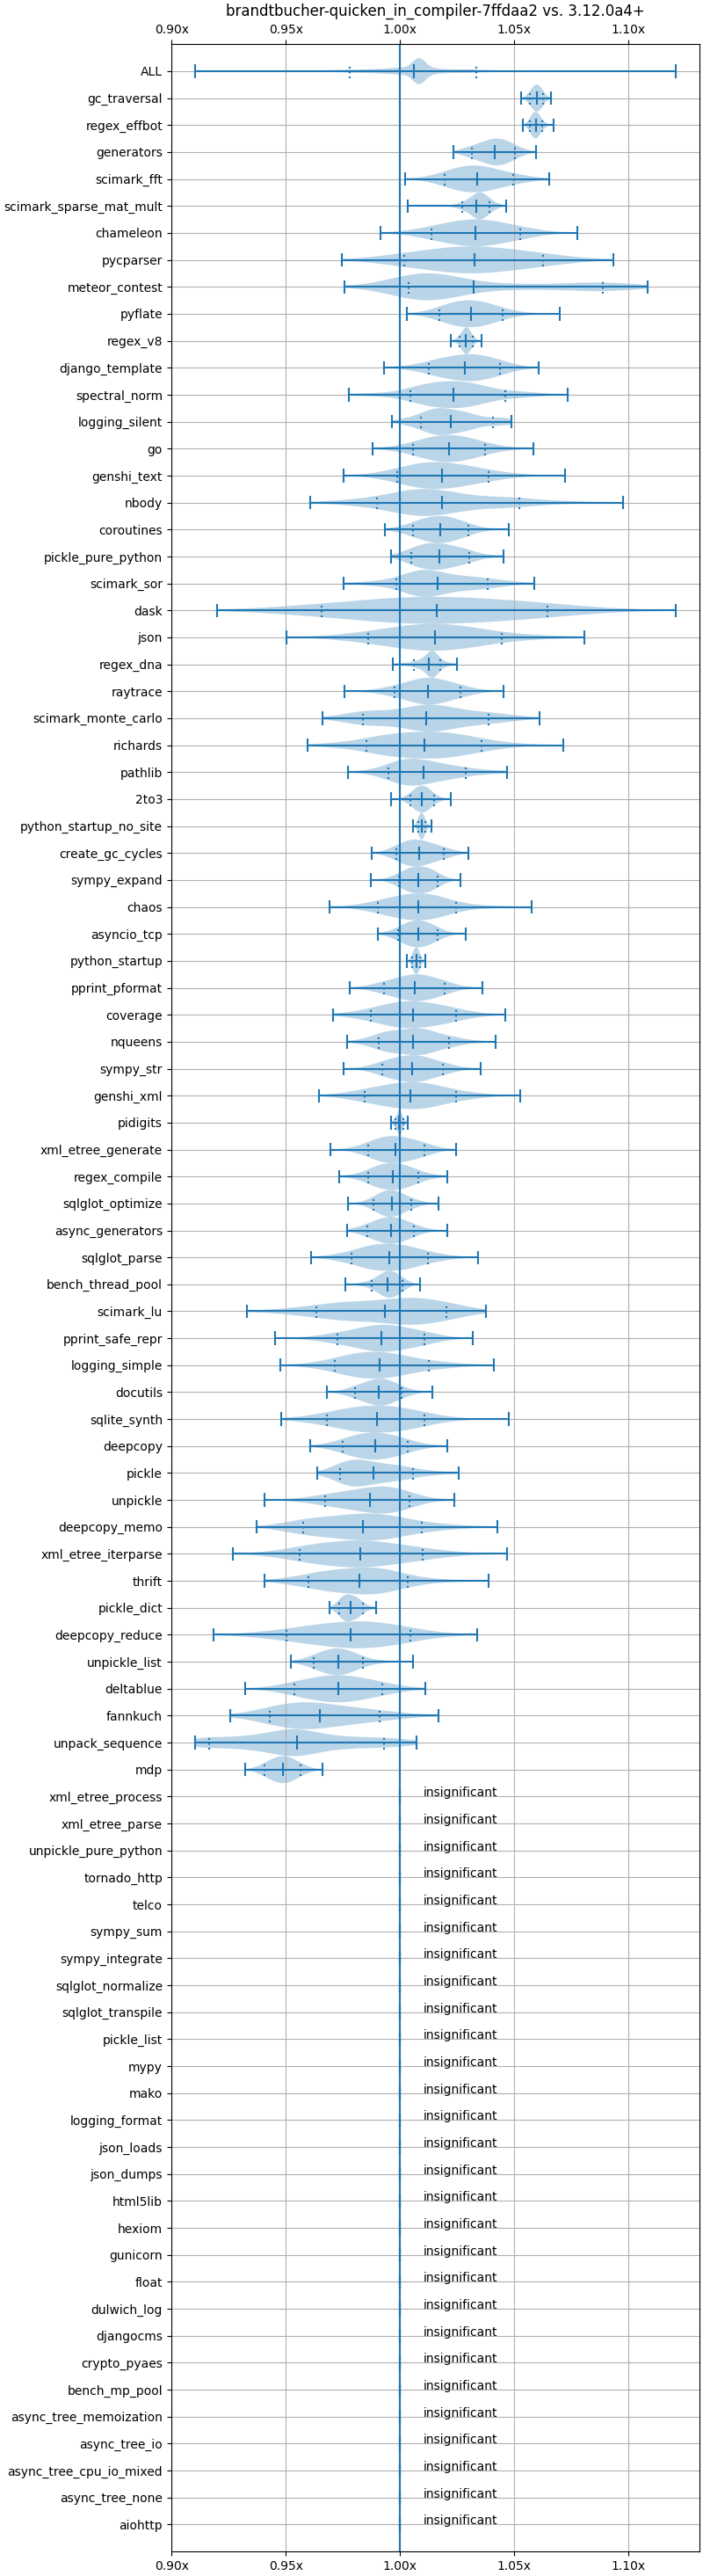 brandtbucher-quicken_in_compiler-7ffdaa2 vs. 3.12.0a4+
0.90x 0.95x 1.00x 1.05x 1.10x
ALL
gc_traversal
regex_effbot
generators
scimark_fft
scimark_sparse_mat_mult
chameleon
pycparser
meteor_contest
pyflate
regex_v8
django_template
spectral_norm
logging_silent
go
genshi_text
nbody
coroutines
pickle_pure_python
scimark_sor
dask
json
regex_dna
raytrace
scimark_monte_carlo
richards
pathlib
2to3
python_startup_no_site
create_gc_cycles
sympy_expand
chaos
asyncio_tcp
python_startup
pprint_pformat
coverage
nqueens
sympy_str
genshi_xml
pidigits
xml_etree_generate
regex_compile
sqlglot_optimize
async_generators
sqlglot_parse
bench_thread_pool
scimark_lu
pprint_safe_repr
logging_simple
docutils
sqlite_synth
deepcopy
pickle
unpickle
deepcopy_memo
xml_etree_iterparse
thrift
pickle_dict
deepcopy_reduce
unpickle_list
deltablue
fannkuch
unpack_sequence
mdp
xml_etree_process insignificant
xml_etree_parse insignificant
unpickle_pure_python insignificant
tornado_http insignificant
telco insignificant
sympy_sum insignificant
sympy_integrate insignificant
sqlglot_normalize insignificant
sqlglot_transpile insignificant
pickle_list insignificant
mypy insignificant
mako insignificant
logging_format insignificant
json_loads insignificant
json_dumps insignificant
html5lib insignificant
hexiom insignificant
gunicorn insignificant
float insignificant
dulwich_log insignificant
djangocms insignificant
crypto_pyaes insignificant
bench_mp_pool insignificant
async_tree_memoization insignificant
async_tree_io insignificant
async_tree_cpu_io_mixed insignificant
async_tree_none insignificant
aiohttp insignificant
0.90x 0.95x 1.00x 1.05x 1.10x